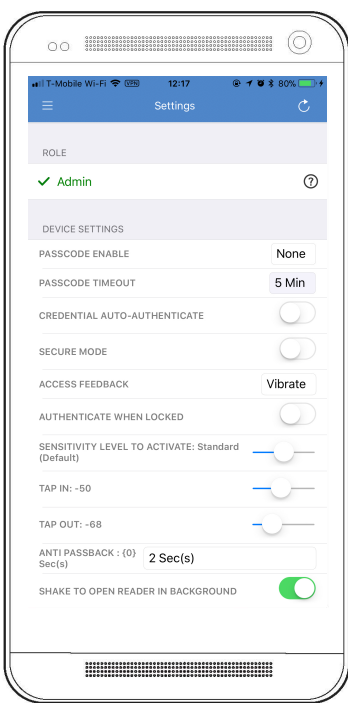 T-Mobile Wi-Fi VPN 12:17 80%
Settings
ROLE
Admin ?
DEVICE SETTINGS
PASSCODE ENABLE None
PASSCODE TIMEOUT 5 Min
CREDENTIAL AUTO-AUTHENTICATE
SECURE MODE
ACCESS FEEDBACK Vibrate
AUTHENTICATE WHEN LOCKED
SENSITIVITY LEVEL TO ACTIVATE: Standard
(Default)
TAP IN: -50
TAP OUT: -68
ANTI PASSBACK : {0}
Sec(s) 2 Sec(s)
SHAKE TO OPEN READER IN BACKGROUND